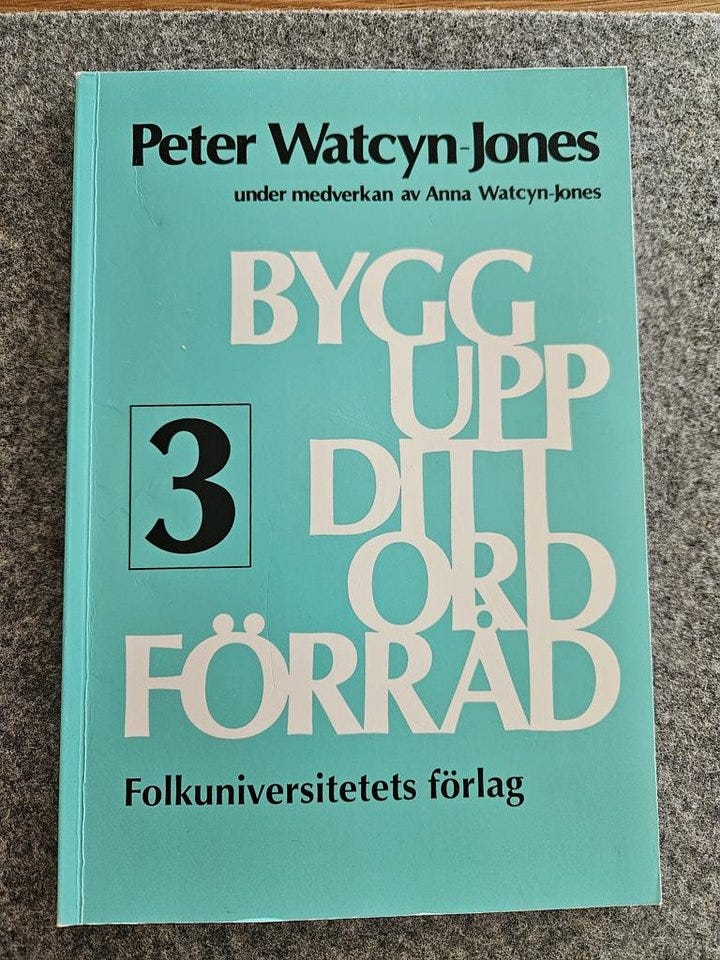 Peter Watcyn-Jones
under medverkan av Anna Watcyn-Jones
BYGG
UPP
DITT
3
ORD
FÖRRÅD
Folkuniversitetets förlag